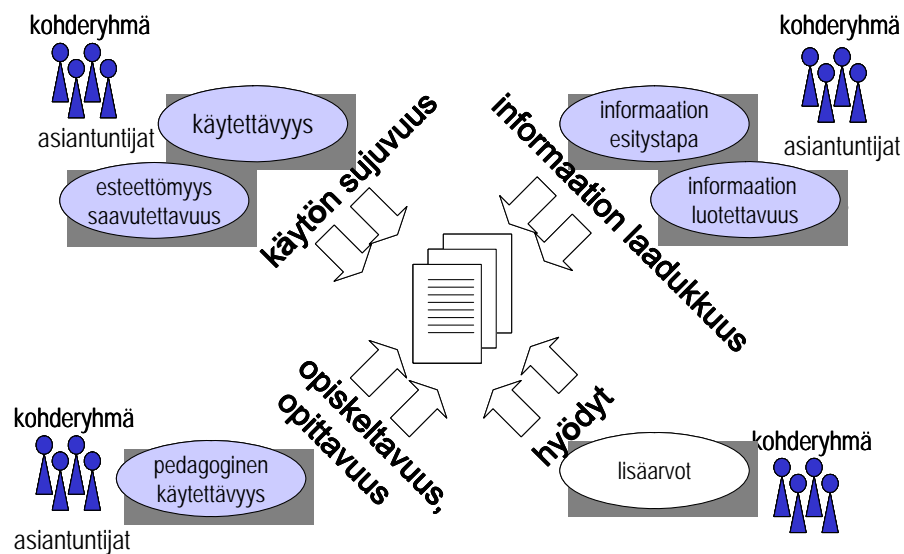 kohderyhmä
asiantuntijat
käytettävyys
esteettömyys
saavutettavuus
käytön sujuvuus
kohderyhmä
asiantuntijat
informaation
esitystapa
informaation
luotettavuus
informaation laadukkuus
kohderyhmä
asiantuntijat
pedagoginen
käytettävyys
opiskeltavuus,
opittavuus
hyödyt
lisäarvot
kohderyhmä